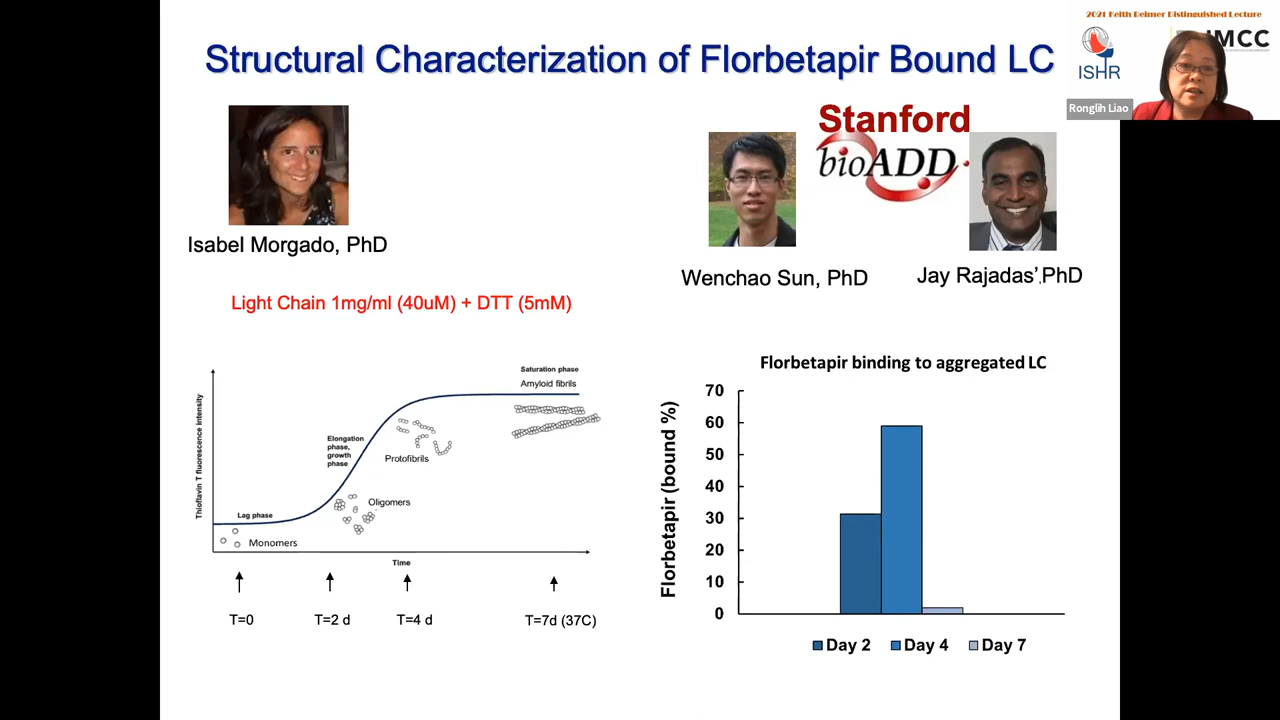 2021 Keith Reimer Distinguished Lecture
Structural Characterization of Florbetapir Bound LC
ISHR
JMCC
Ronglih Liao
Stanford
bioADD
Isabel Morgado, PhD
Wenchao Sun, PhD
Jay Rajadas',PhD
Light Chain 1mg/ml (40uM) + DTT (5mM)
Thioflavin T fluorescence intensity
Saturation phase
Amyloid fibrils
Elongation
phase,
growth
phase
Protofibrils
Oligomers
Lag phase
Monomers
Time
T=0
T=2 d
T=4 d
T=7d (37C)
Florbetapir binding to aggregated LC
Florbetapir (bound %)
70
60
50
40
30
20
10
0
Day 2
Day 4
Day 7